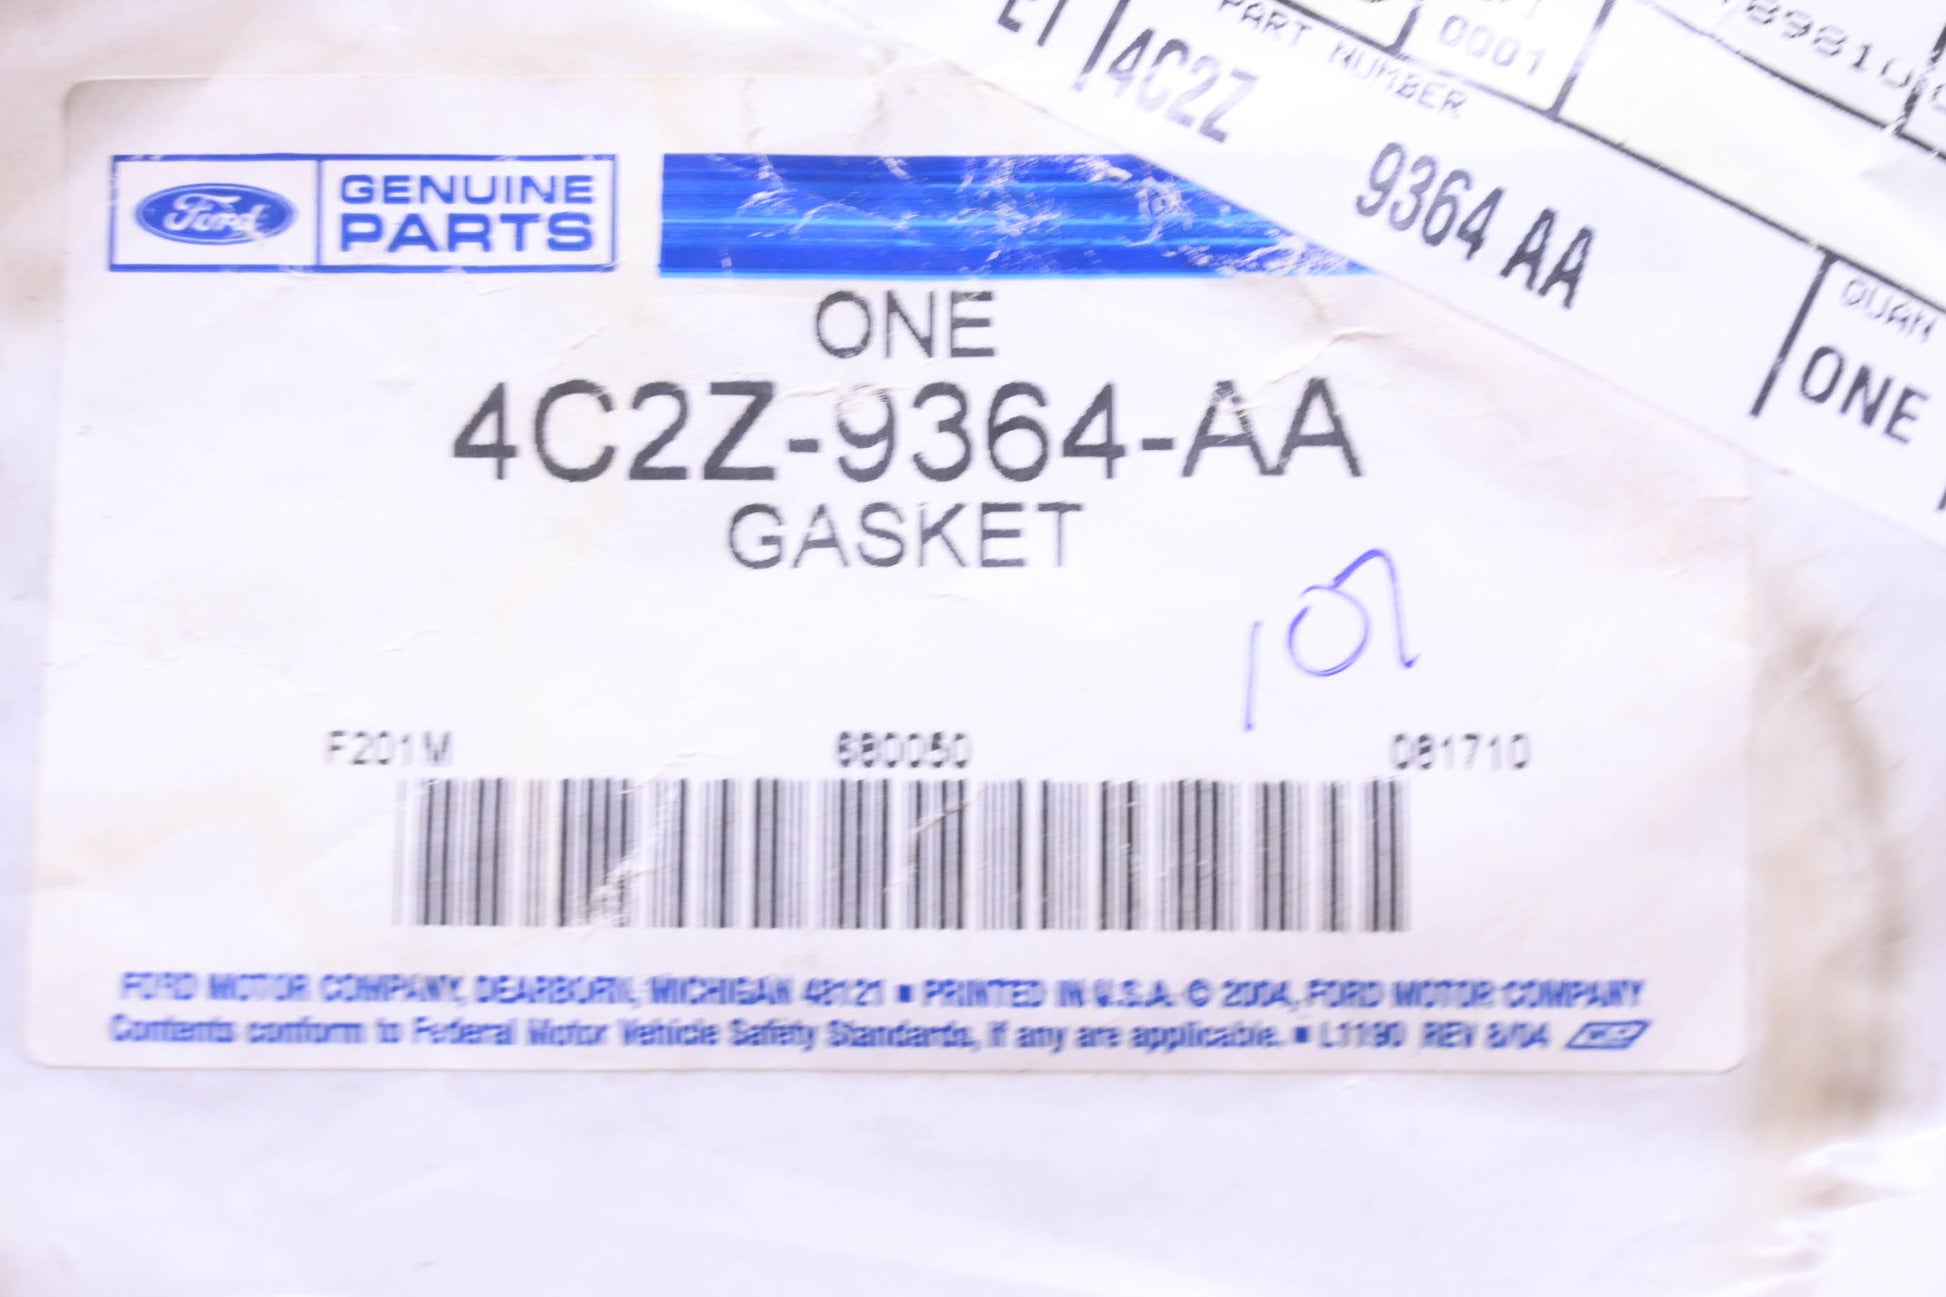 PART NUMBER
0001
4C2Z 9364 AA
QUAN
ONE
Ford
GENUINE
PARTS
ONE
4C2Z-9364-AA
GASKET
F201M 680050 081710
FORD MOTOR COMPANY, DEARBORN, MICHIGAN 48121 ■ PRINTED IN U.S.A. © 2004, FORD MOTOR COMPANY
Contents conform to Federal Motor Vehicle Safety Standards, if any are applicable. ■ L1190 REV 8/04